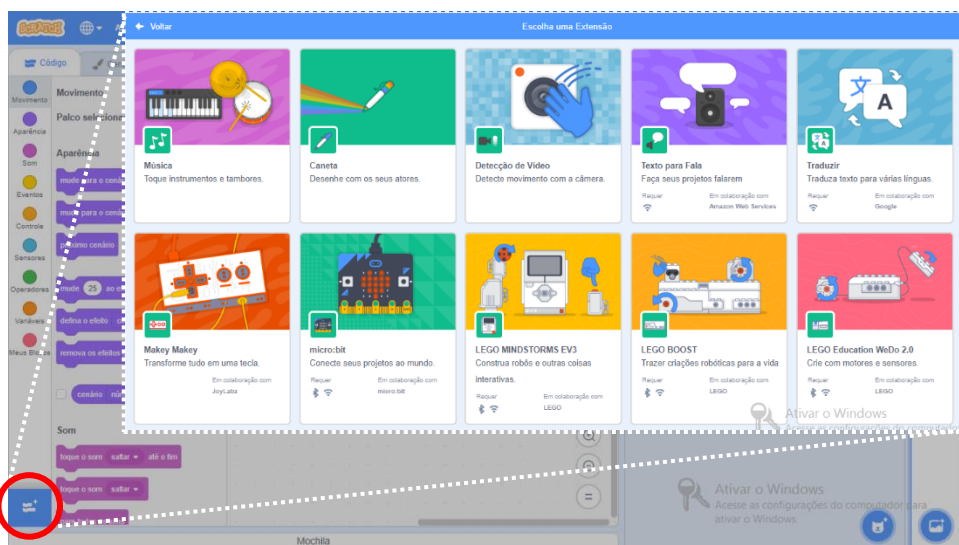 SCRATCH
Voltar
Escolha uma Extensão
Código
Movimento
Aparência
Som
Eventos
Controle
Sensores
Operadores
Variáveis
Meus Blocos
Movimento
Palco seleciona
Aparência
mude para o cená
mude para o cená
próximo cenário
mude 25 ao e
defina o efeito
remova os efeitos
cenário
Som
toque o som saltar até o fim
toque o som saltar
Música
Toque instrumentos e tambores.
Caneta
Desenhe com os seus atores.
Detecção de Vídeo
Detecte movimento com a câmera.
Texto para Fala
Faça seus projetos falarem
Requer
Em colaboração com
Amazon Web Services
Traduzir
Traduza texto para várias línguas.
Requer
Em colaboração com
Google
文
A
Makey Makey
Transforme tudo em uma tecla.
Em colaboração com
JoyLabz
micro:bit
Conecte seus projetos ao mundo.
Requer
Em colaboração com
micro:bit
LEGO MINDSTORMS EV3
Construa robôs e outras coisas
interativas.
Requer
Em colaboração com
LEGO
LEGO BOOST
Trazer criações robóticas para a vida
Requer
Em colaboração com
LEGO
LEGO Education WeDo 2.0
Crie com motores e sensores.
Requer
Em colaboração com
LEGO
Ativar o Windows
Acesse as configurações do computador
Ativar o Windows
Acesse as configurações do computador para
ativar o Windows.
Mochila